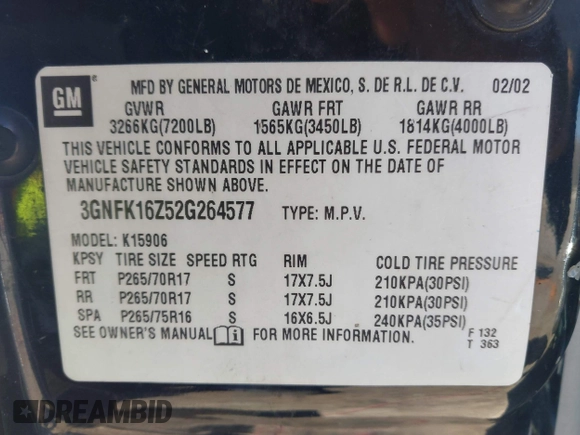 GM
MFD BY GENERAL MOTORS DE MEXICO, S. DE R.L. DE C.V. 02/02
GVWR GAWR FRT GAWR RR
3266KG(7200LB) 1565KG(3450LB) 1814KG(4000LB)
THIS VEHICLE CONFORMS TO ALL APPLICABLE U.S. FEDERAL MOTOR
VEHICLE SAFETY STANDARDS IN EFFECT ON THE DATE OF
MANUFACTURE SHOWN ABOVE.
3GNFK16Z52G264577 TYPE: M.P.V.
MODEL: K15906
KPSY TIRE SIZE SPEED RTG RIM COLD TIRE PRESSURE
FRT P265/70R17 S 17X7.5J 210KPA(30PSI)
RR P265/70R17 S 17X7.5J 210KPA(30PSI)
SPA P265/75R16 S 16X6.5J 240KPA(35PSI)
SEE OWNER'S MANUAL FOR MORE INFORMATION. F 132
T 363
DREAMBID